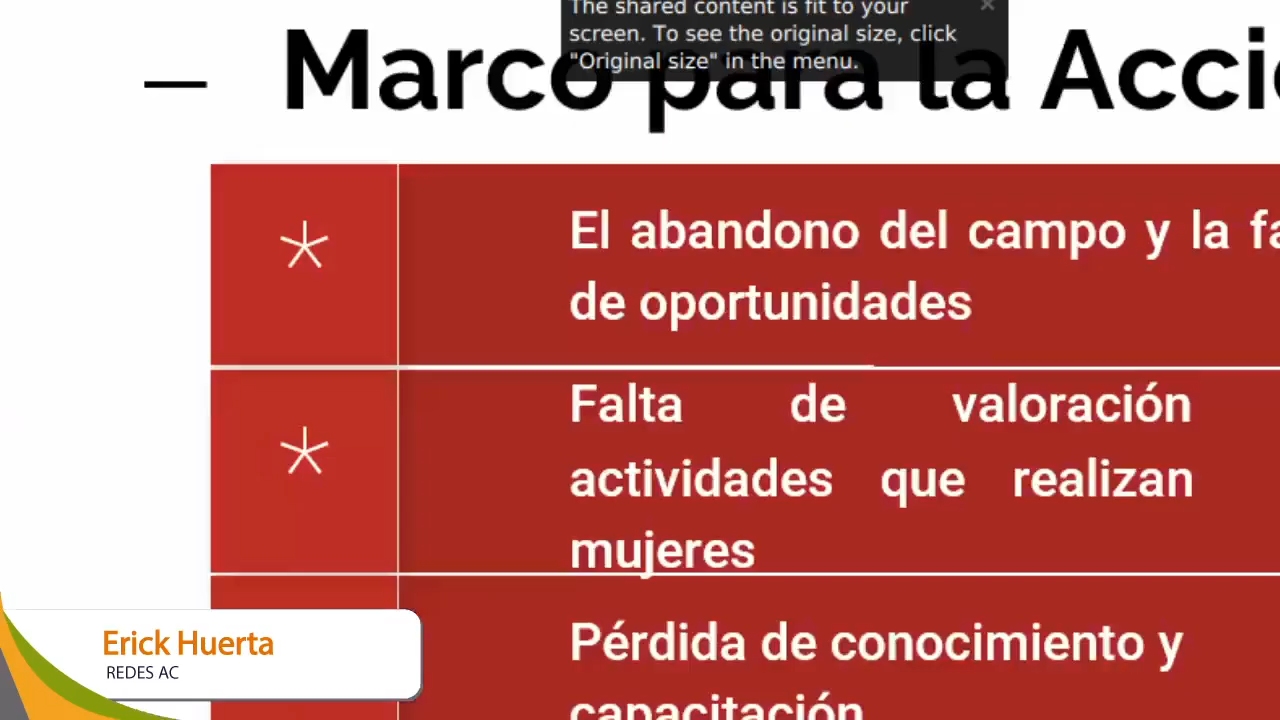 The shared content is fit to your
screen. To see the original size, click
"Original size" in the menu.
— Marco para la
El abandono del campo y la
de oportunidades
Falta de valoración
actividades que realizan
mujeres
Pérdida de conocimiento y
capacitación
Erick Huerta
REDES AC